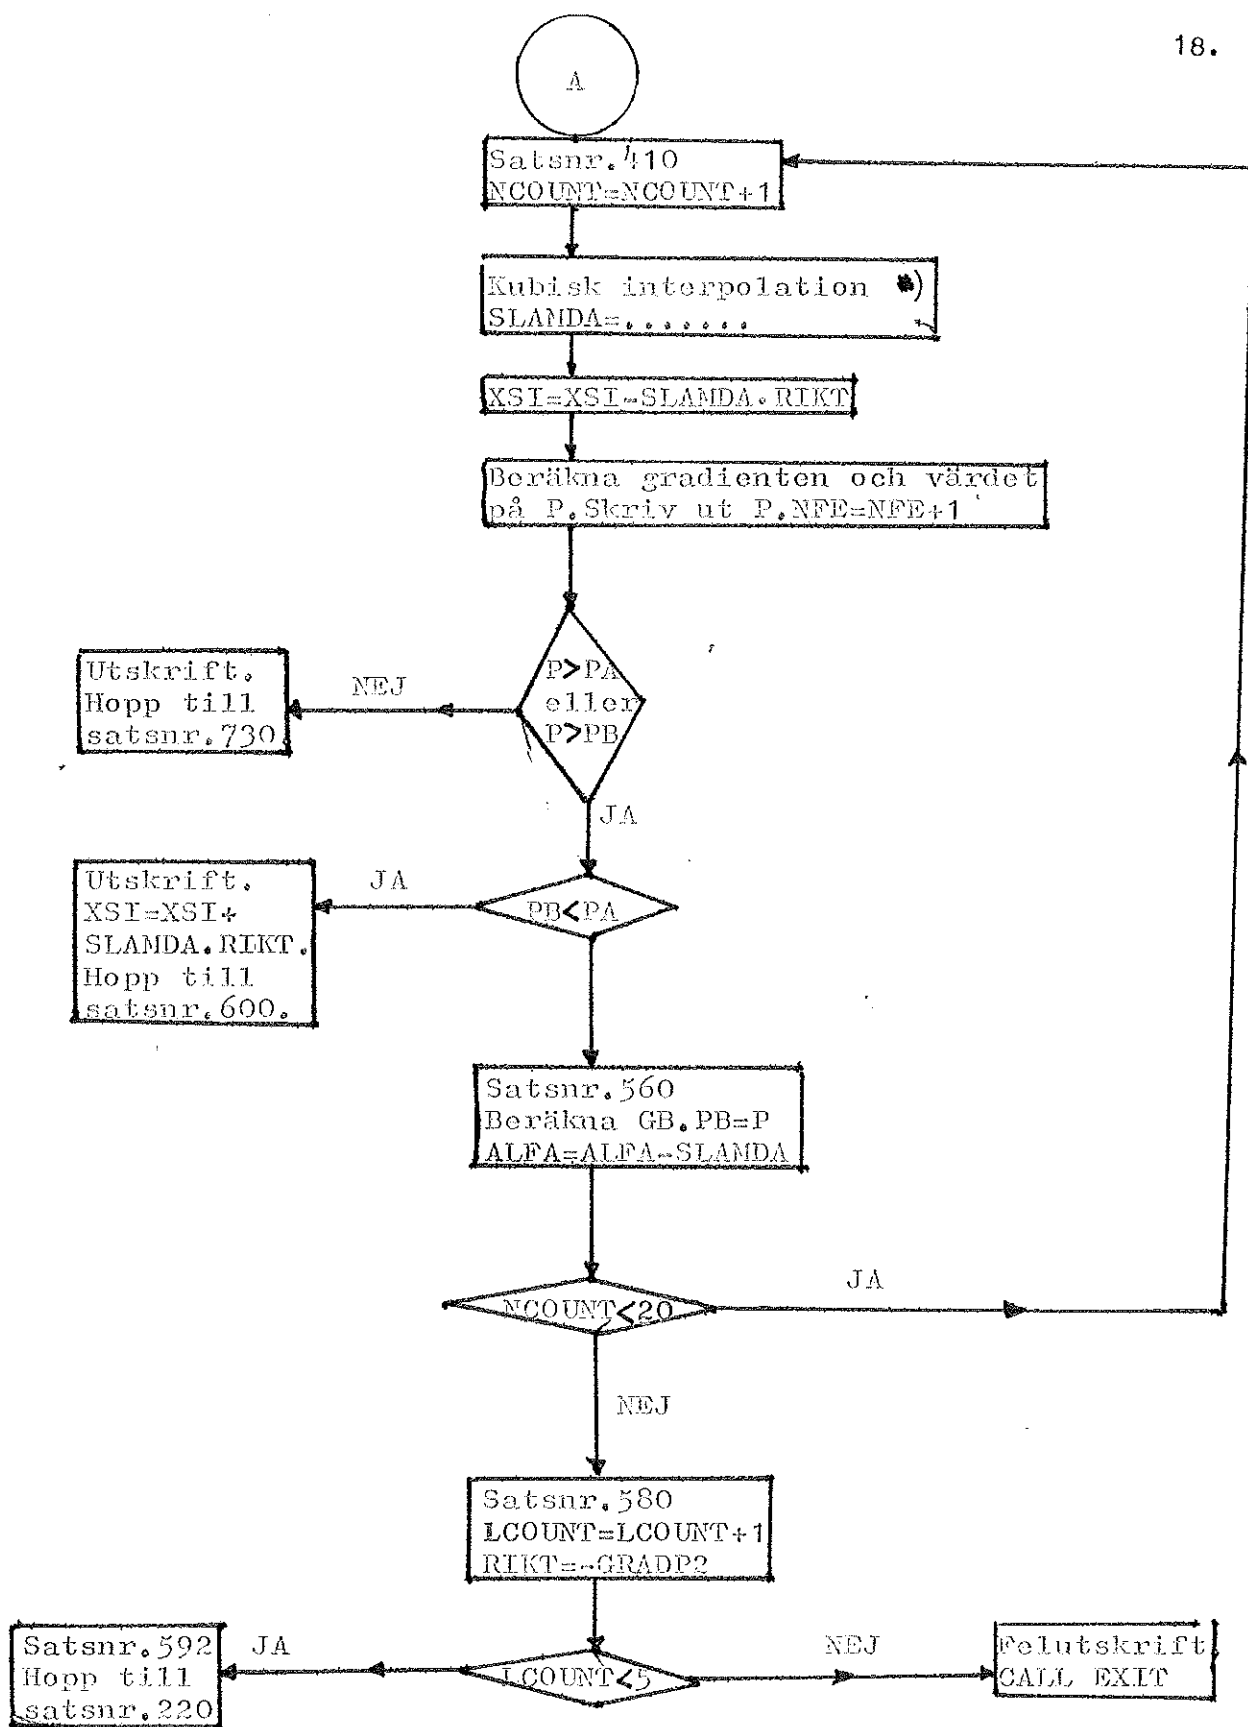 18.
A
Satsnr.410
NCOUNT=NCOUNT+1
Kubisk interpolation *)
SLAMDA=.......
XSI=XSI-SLAMDA.RIKT
Beräkna gradienten och värdet
på P.Skriv ut P.NFE=NFE+1
P>PA
eller
P>PB
NEJ
Utskrift.
Hopp till
satsnr.730.
JA
PB<PA
JA
Utskrift.
XSI=XSI+
SLAMDA.RIKT.
Hopp till
satsnr.600.
Satsnr.560
Beräkna GB.PB=P
ALFA=ALFA-SLAMDA
NCOUNT<20
JA
NEJ
Satsnr.580
LCOUNT=LCOUNT+1
RIKT=-GRADP2
LCOUNT<5
JA
Satsnr.592
Hopp till
satsnr.220
NEJ
Felutskrift
CALL EXIT